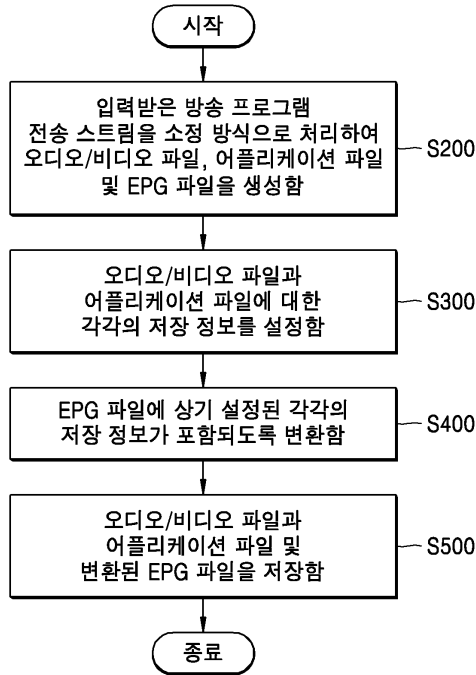 시작
입력받은 방송 프로그램
전송 스트림을 소정 방식으로 처리하여
오디오/비디오 파일, 어플리케이션 파일
및 EPG 파일을 생성함
S200
오디오/비디오 파일과
어플리케이션 파일에 대한
각각의 저장 정보를 설정함
S300
EPG 파일에 상기 설정된 각각의
저장 정보가 포함되도록 변환함
S400
오디오/비디오 파일과
어플리케이션 파일 및
변환된 EPG 파일을 저장함
S500
종료